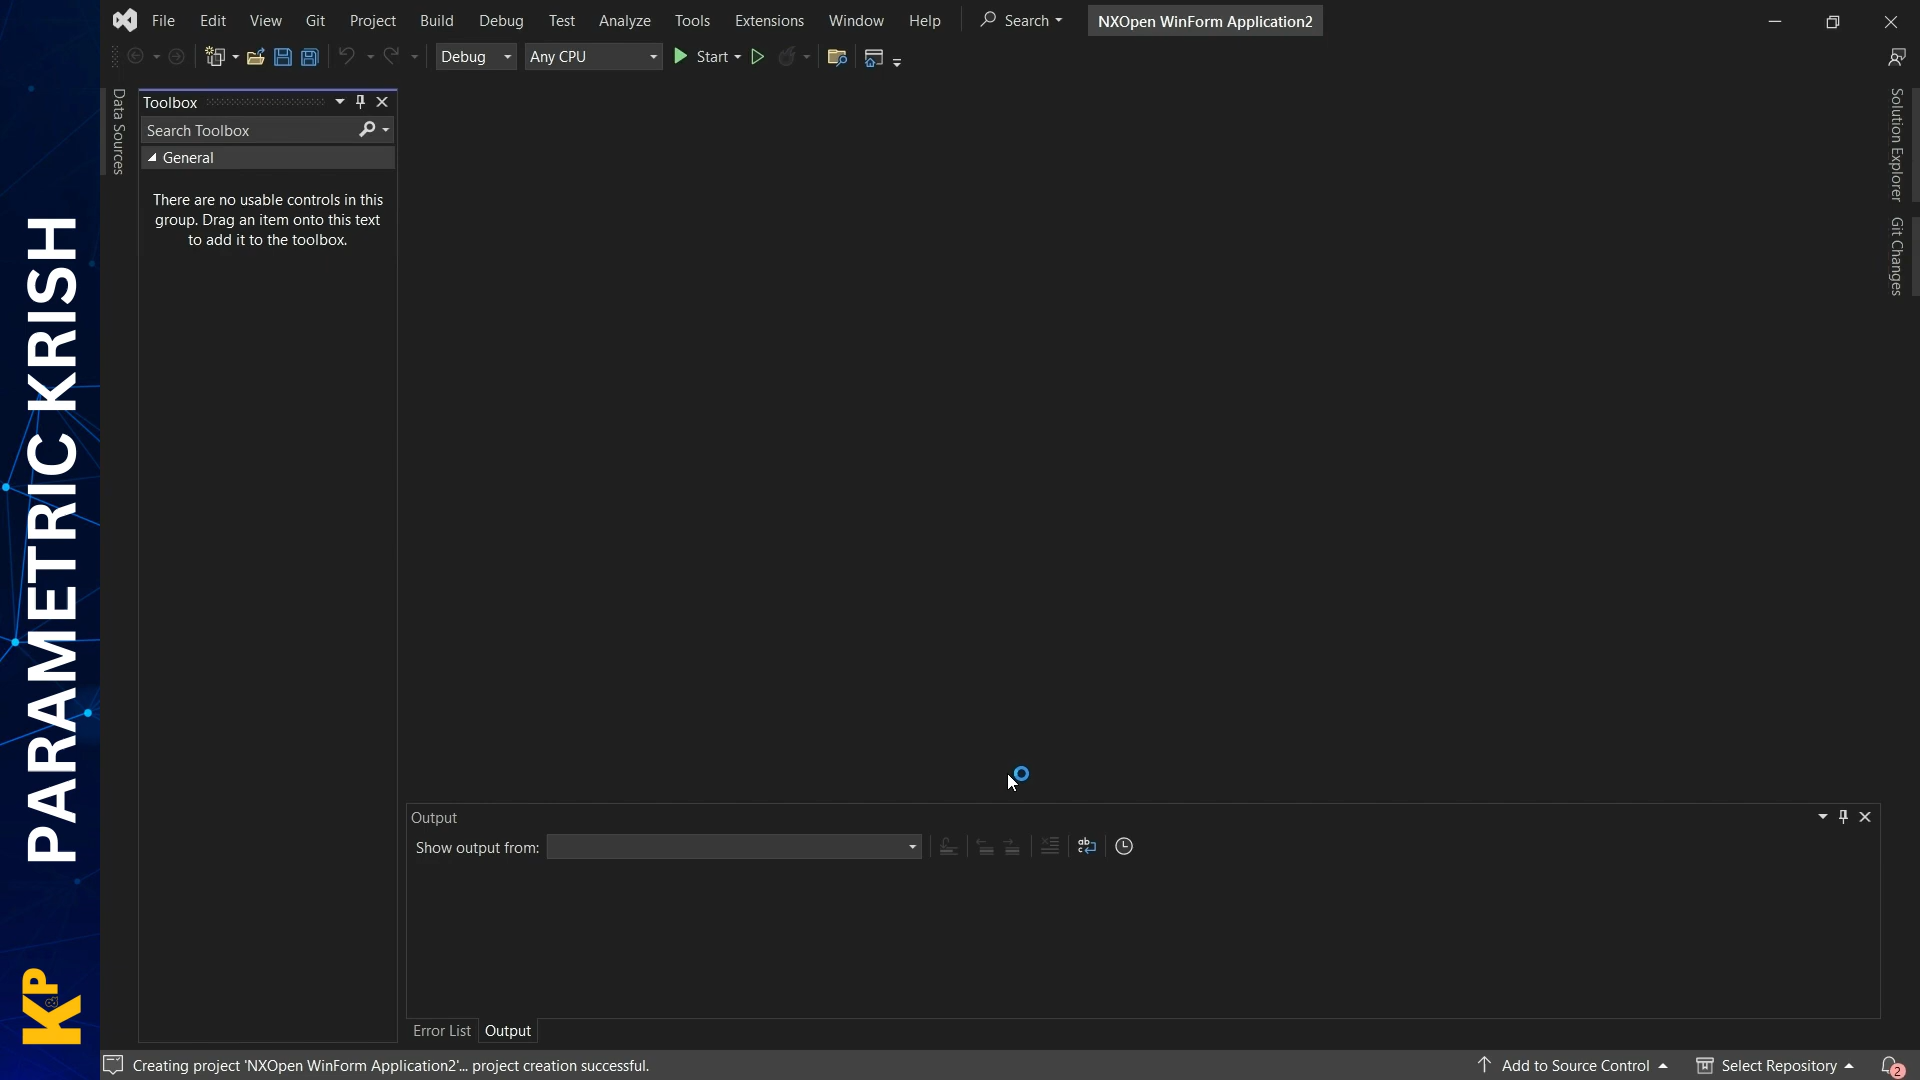 PARAMETRIC KRISH
KP
File Edit View Git Project Build Debug Test Analyze Tools Extensions Window Help Search NXOpen WinForm Application2
Debug Any CPU Start
Data Sources
Toolbox
Search Toolbox
General
There are no usable controls in this
group. Drag an item onto this text
to add it to the toolbox.
Solution Explorer
Git Changes
Output
Show output from:
Error List Output
Creating project 'NXOpen WinForm Application2'... project creation successful.
Add to Source Control Select Repository 2